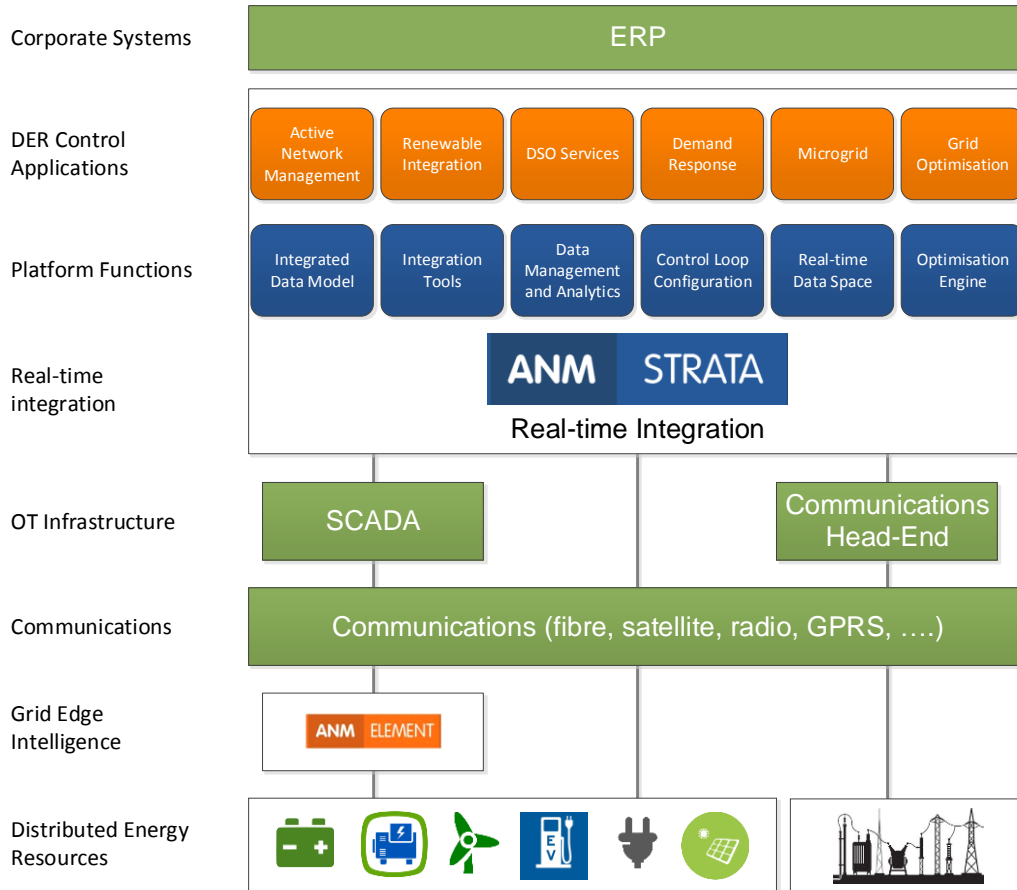 Corporate Systems
ERP
DER Control
Applications
Active
Network
Management
Renewable
Integration
DSO Services
Demand
Response
Microgrid
Grid
Optimisation
Platform Functions
Integrated
Data Model
Integration
Tools
Data
Management
and Analytics
Control Loop
Configuration
Real-time
Data Space
Optimisation
Engine
Real-time
integration
ANM STRATA
Real-time Integration
OT Infrastructure
SCADA
Communications
Head-End
Communications
Communications (fibre, satellite, radio, GPRS, ….)
Grid Edge
Intelligence
ANM ELEMENT
Distributed Energy
Resources
EV